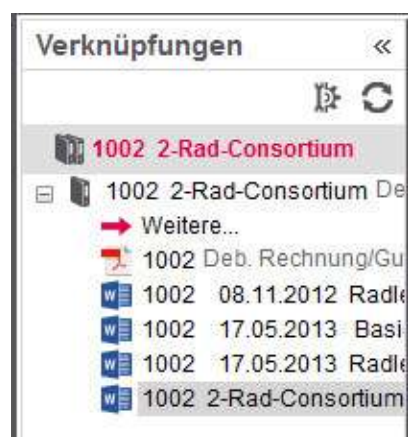 Verknüpfungen «
1002 2-Rad-Consortium
1002 2-Rad-Consortium De
Weitere...
1002 Deb. Rechnung/Gu
1002 08.11.2012 Radle
1002 17.05.2013 Basi
1002 17.05.2013 Radle
1002 2-Rad-Consortium